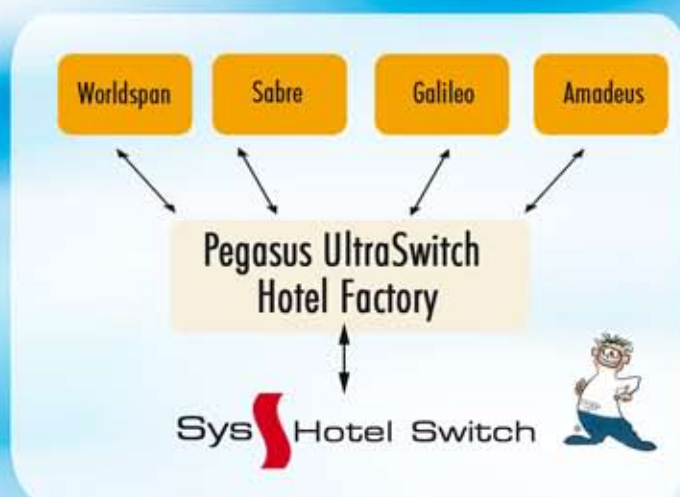 Worldspan
Sabre
Galileo
Amadeus
Pegasus UltraSwitch
Hotel Factory
Sys Hotel Switch